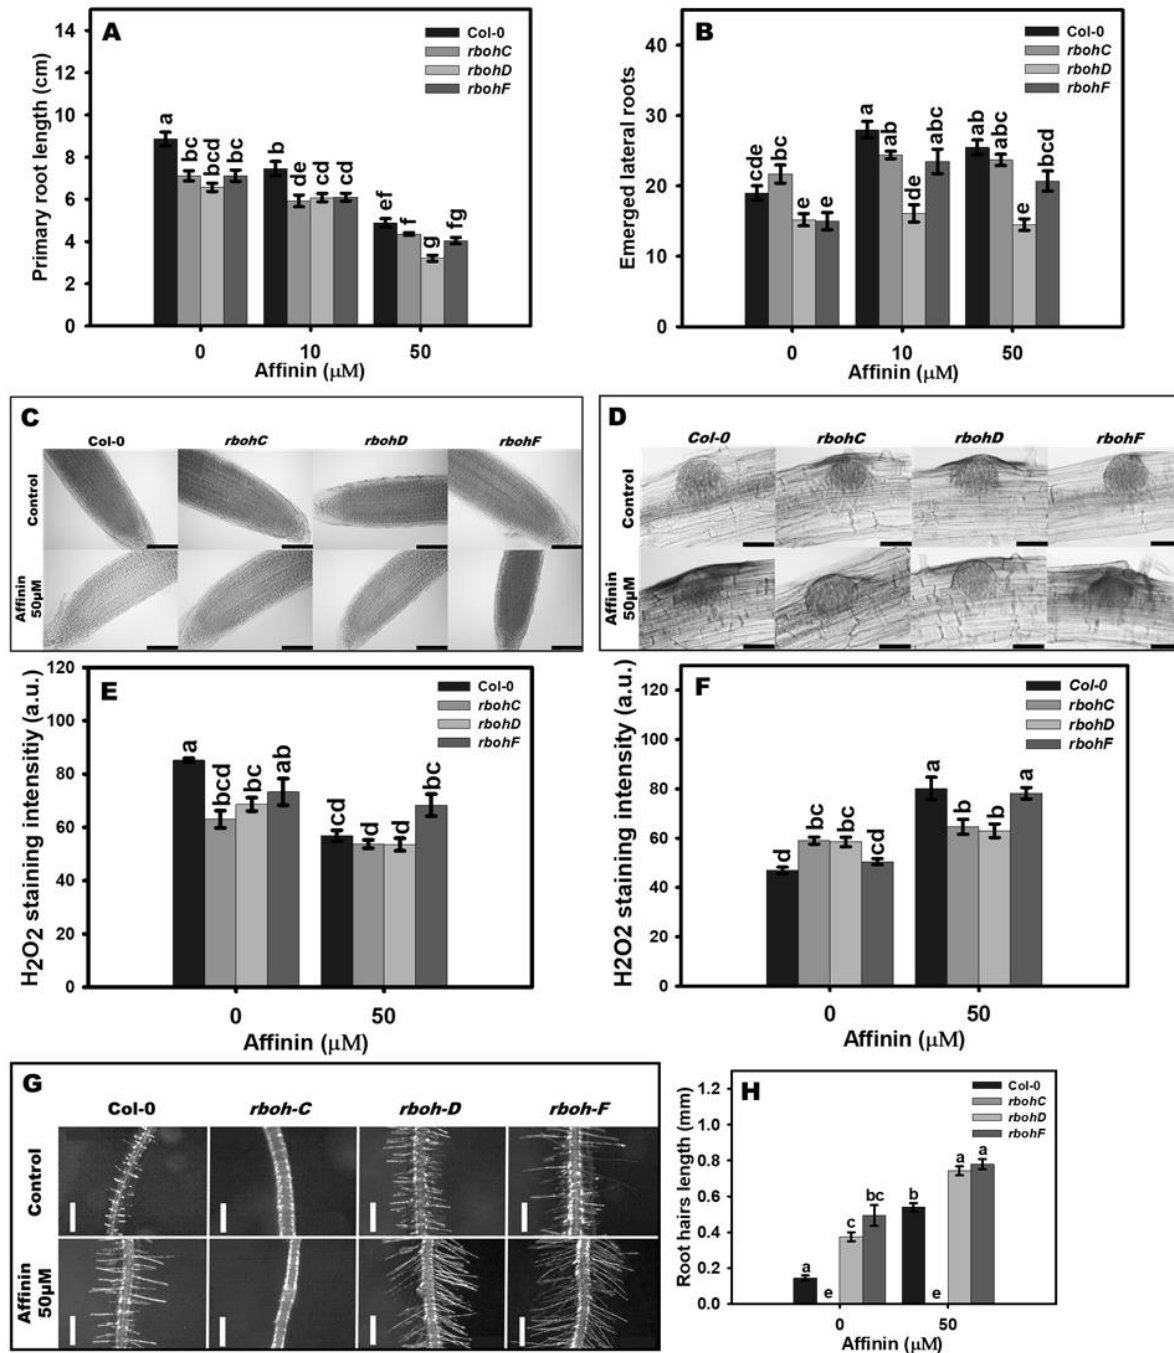 A
Col-0
rbohC
rbohD
rbohF
Primary root length (cm)
14
12
10
8
6
4
2
0
a
bc
bcd
bc
b
de
cd
cd
ef
f
g
fg
0 10 50
Affinin (μM)
B
Col-0
rbohC
rbohD
rbohF
Emerged lateral roots
40
30
20
10
0
cde
bc
e
e
a
ab
de
abc
ab
abc
e
bcd
0 10 50
Affinin (μM)
C
Col-0 rbohC rbohD rbohF
Control
Affinin
50μM
D
Col-0 rbohC rbohD rbohF
Control
Affinin
50μM
E
Col-0
rbohC
rbohD
rbohF
H2O2 staining intensitiy (a.u.)
120
100
80
60
40
20
0
a
bcd
bc
ab
cd
d
d
bc
0 50
Affinin (μM)
F
Col-0
rbohC
rbohD
rbohF
H2O2 staining intensity (a.u.)
120
100
80
60
40
20
0
d
bc
bc
cd
a
b
b
a
0 50
Affinin (μM)
G
Col-0 rboh-C rboh-D rboh-F
Control
Affinin
50μM
H
Col-0
rbohC
rbohD
rbohF
Root hairs length (mm)
1.2
1.0
0.8
0.6
0.4
0.2
0.0
a
e
c
bc
b
e
a
a
0 50
Affinin (μM)